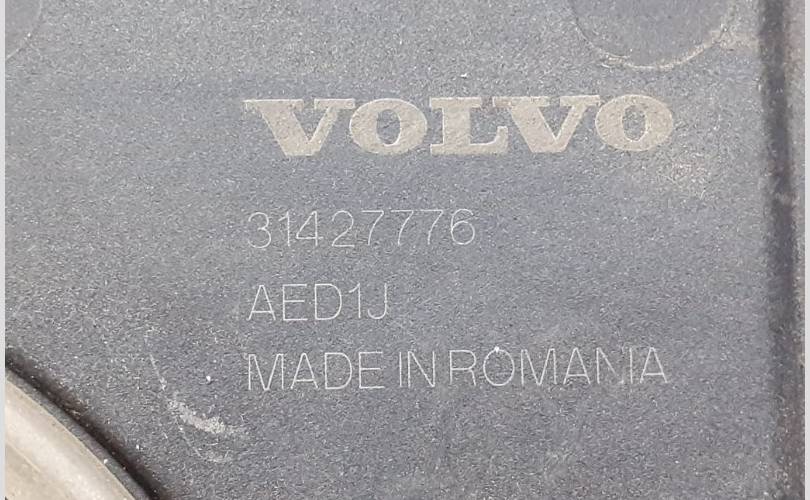 VOLVO
31427776
AED1J
MADE IN ROMANIA